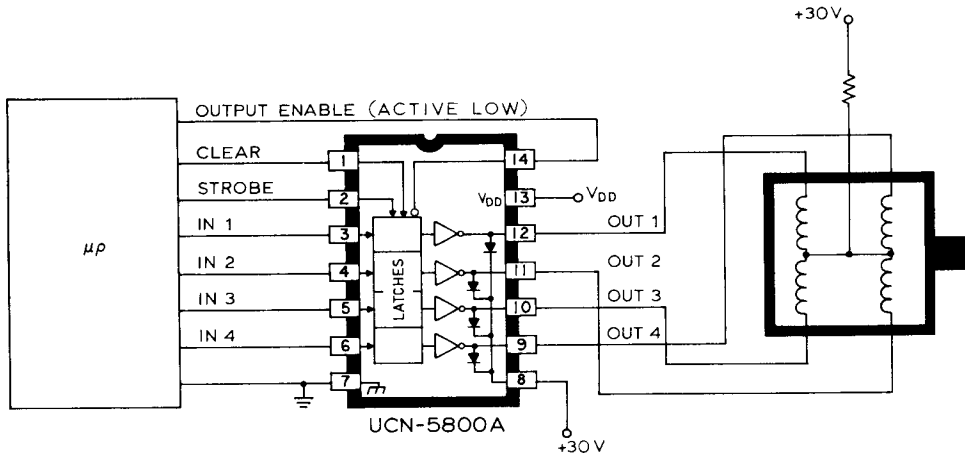 +30V
OUTPUT ENABLE (ACTIVE LOW)
CLEAR
STROBE
IN 1
IN 2
IN 3
IN 4
μρ
1
2
3
4
5
6
7
LATCHES
14
VDD 13 VDD
12 OUT 1
11 OUT 2
10 OUT 3
9 OUT 4
8
UCN-5800A
+30V